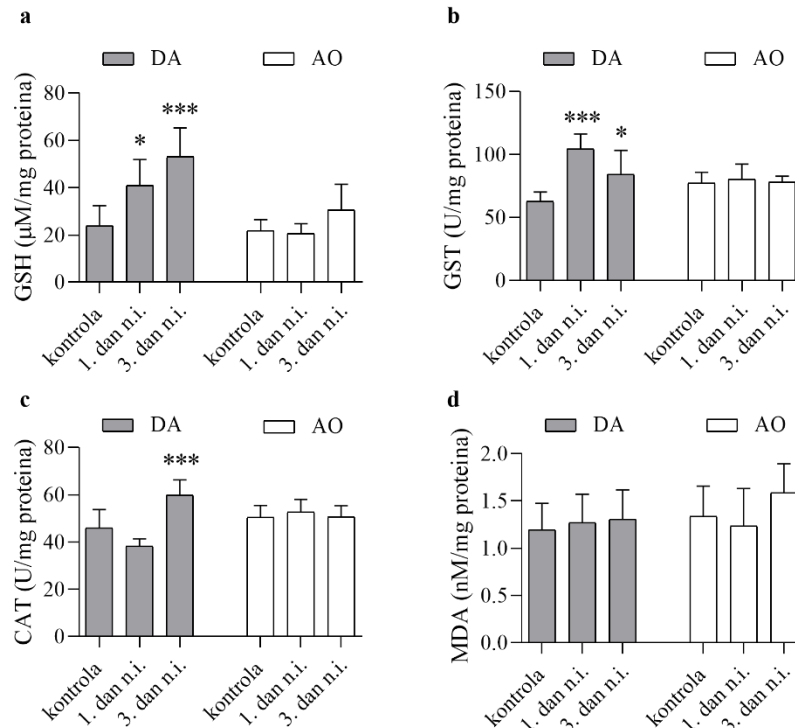 a
DA AO
GSH (µM/mg proteina)
80
60
40
20
0
* ***
kontrola
1. dan n.i.
3. dan n.i.
kontrola
1. dan n.i.
3. dan n.i.
b
DA AO
GST (U/mg proteina)
150
100
50
0
*** *
kontrola
1. dan n.i.
3. dan n.i.
kontrola
1. dan n.i.
3. dan n.i.
c
DA AO
CAT (U/mg proteina)
80
60
40
20
0
***
kontrola
1. dan n.i.
3. dan n.i.
kontrola
1. dan n.i.
3. dan n.i.
d
DA AO
MDA (nM/mg proteina)
2.0
1.5
1.0
0.5
0.0
kontrola
1. dan n.i.
3. dan n.i.
kontrola
1. dan n.i.
3. dan n.i.